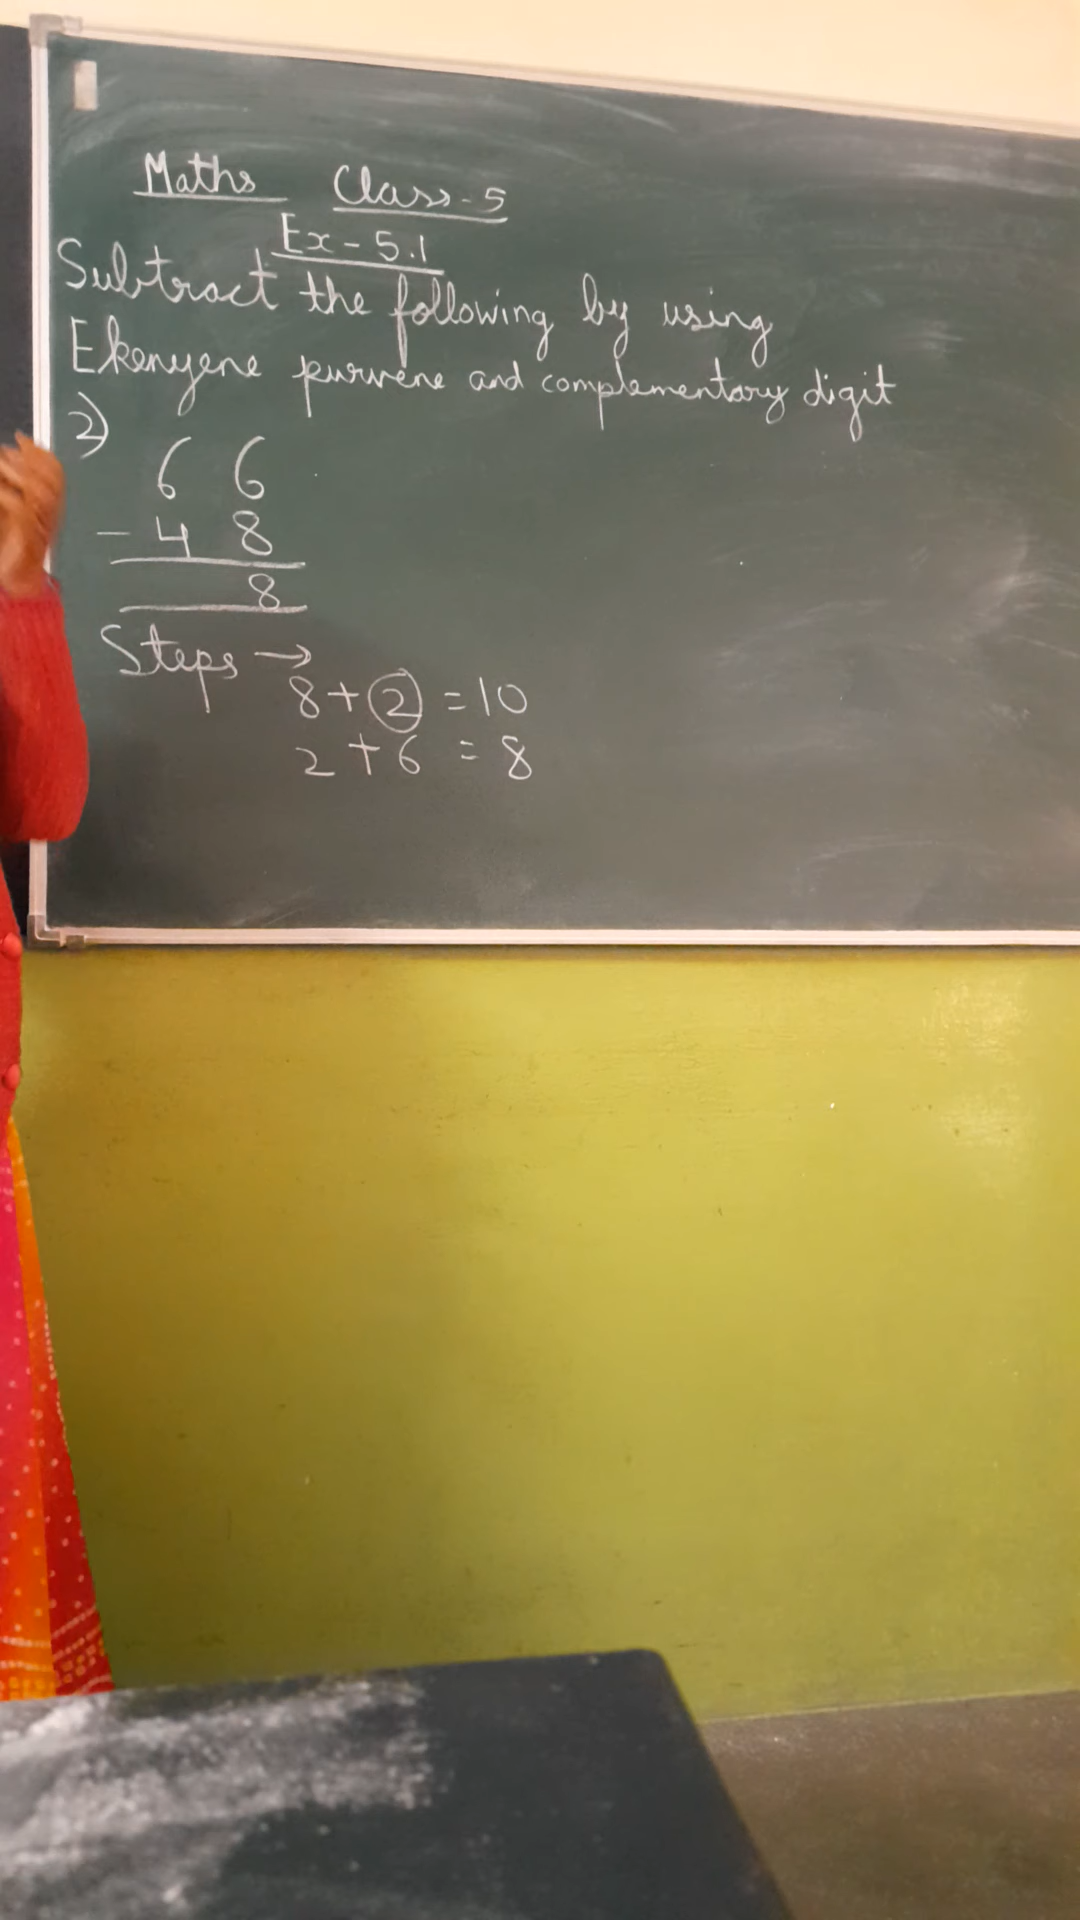 Maths Class-5
Ex-5.1
Subtract the following by using
Ekenyene purvene and complementary digit
2)
6 6
- 4 8
8
Steps →
8+2 =10
2+6 = 8